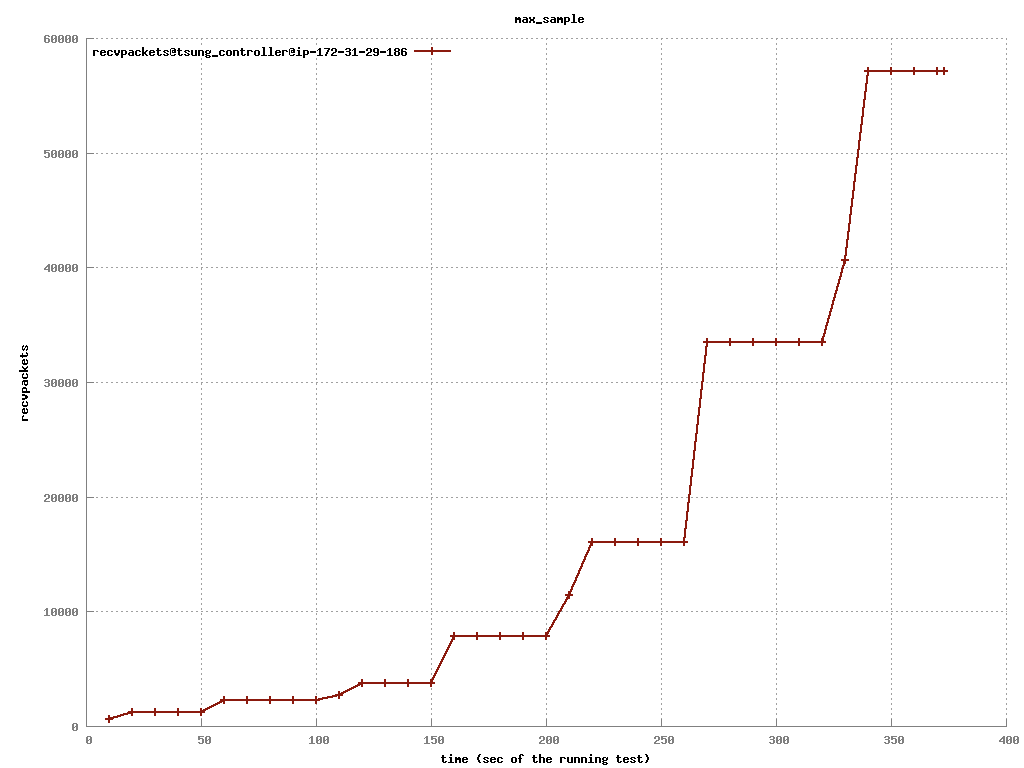 max_sample
recvpackets@tsung_controller@ip-172-31-29-186
60000
50000
40000
30000
20000
10000
0
recvpackets
0 50 100 150 200 250 300 350 400
time (sec of the running test)